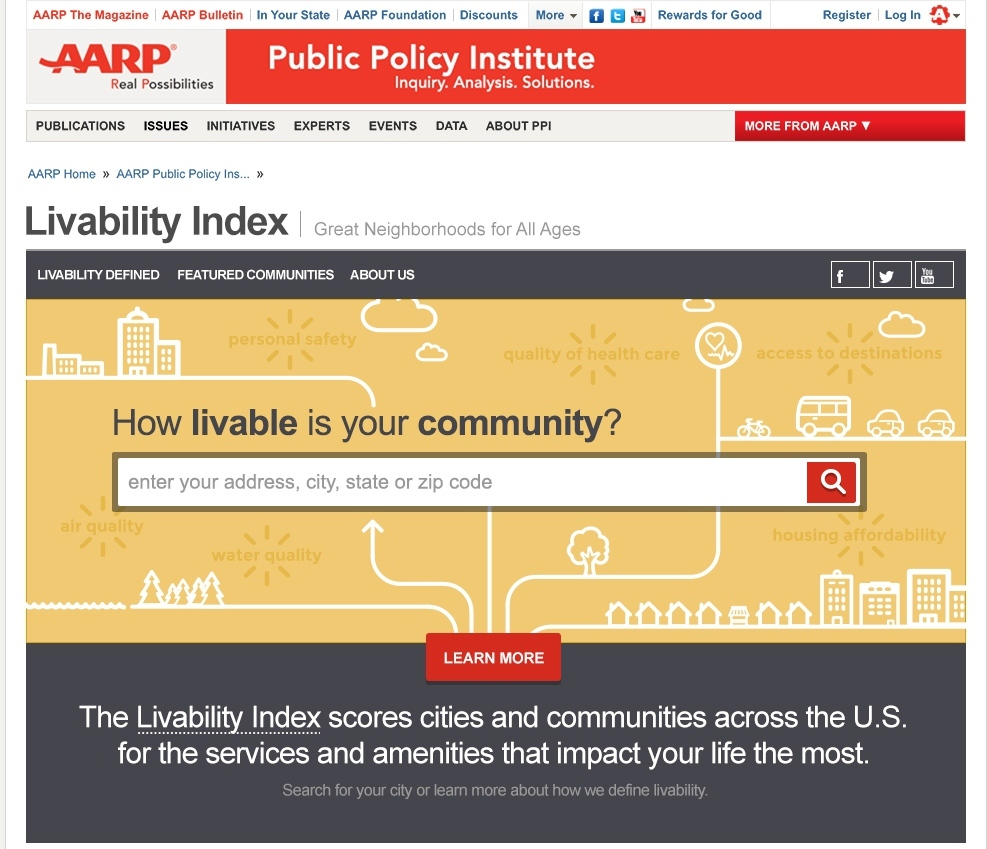 AARP The Magazine AARP Bulletin In Your State AARP Foundation Discounts More Rewards for Good Register Log In
AARP®
Real Possibilities
Public Policy Institute
Inquiry. Analysis. Solutions.
PUBLICATIONS ISSUES INITIATIVES EXPERTS EVENTS DATA ABOUT PPI MORE FROM AARP ▼
AARP Home » AARP Public Policy Ins... »
Livability Index Great Neighborhoods for All Ages
LIVABILITY DEFINED FEATURED COMMUNITIES ABOUT US
personal safety
quality of health care
access to destinations
How livable is your community?
enter your address, city, state or zip code
air quality
water quality
housing affordability
LEARN MORE
The Livability Index scores cities and communities across the U.S.
for the services and amenities that impact your life the most.
Search for your city or learn more about how we define livability.